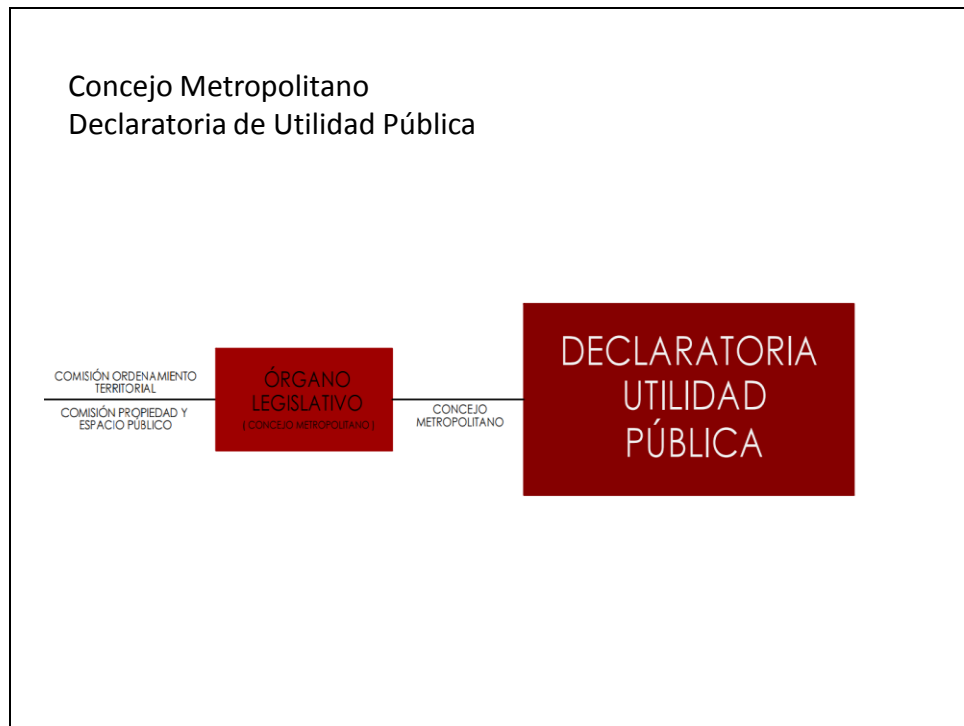 Concejo Metropolitano
Declaratoria de Utilidad Pública
COMISIÓN ORDENAMIENTO
TERRITORIAL
COMISIÓN PROPIEDAD Y
ESPACIO PÚBLICO
ÓRGANO
LEGISLATIVO
( CONCEJO METROPOLITANO )
CONCEJO
METROPOLITANO
DECLARATORIA
UTILIDAD
PÚBLICA